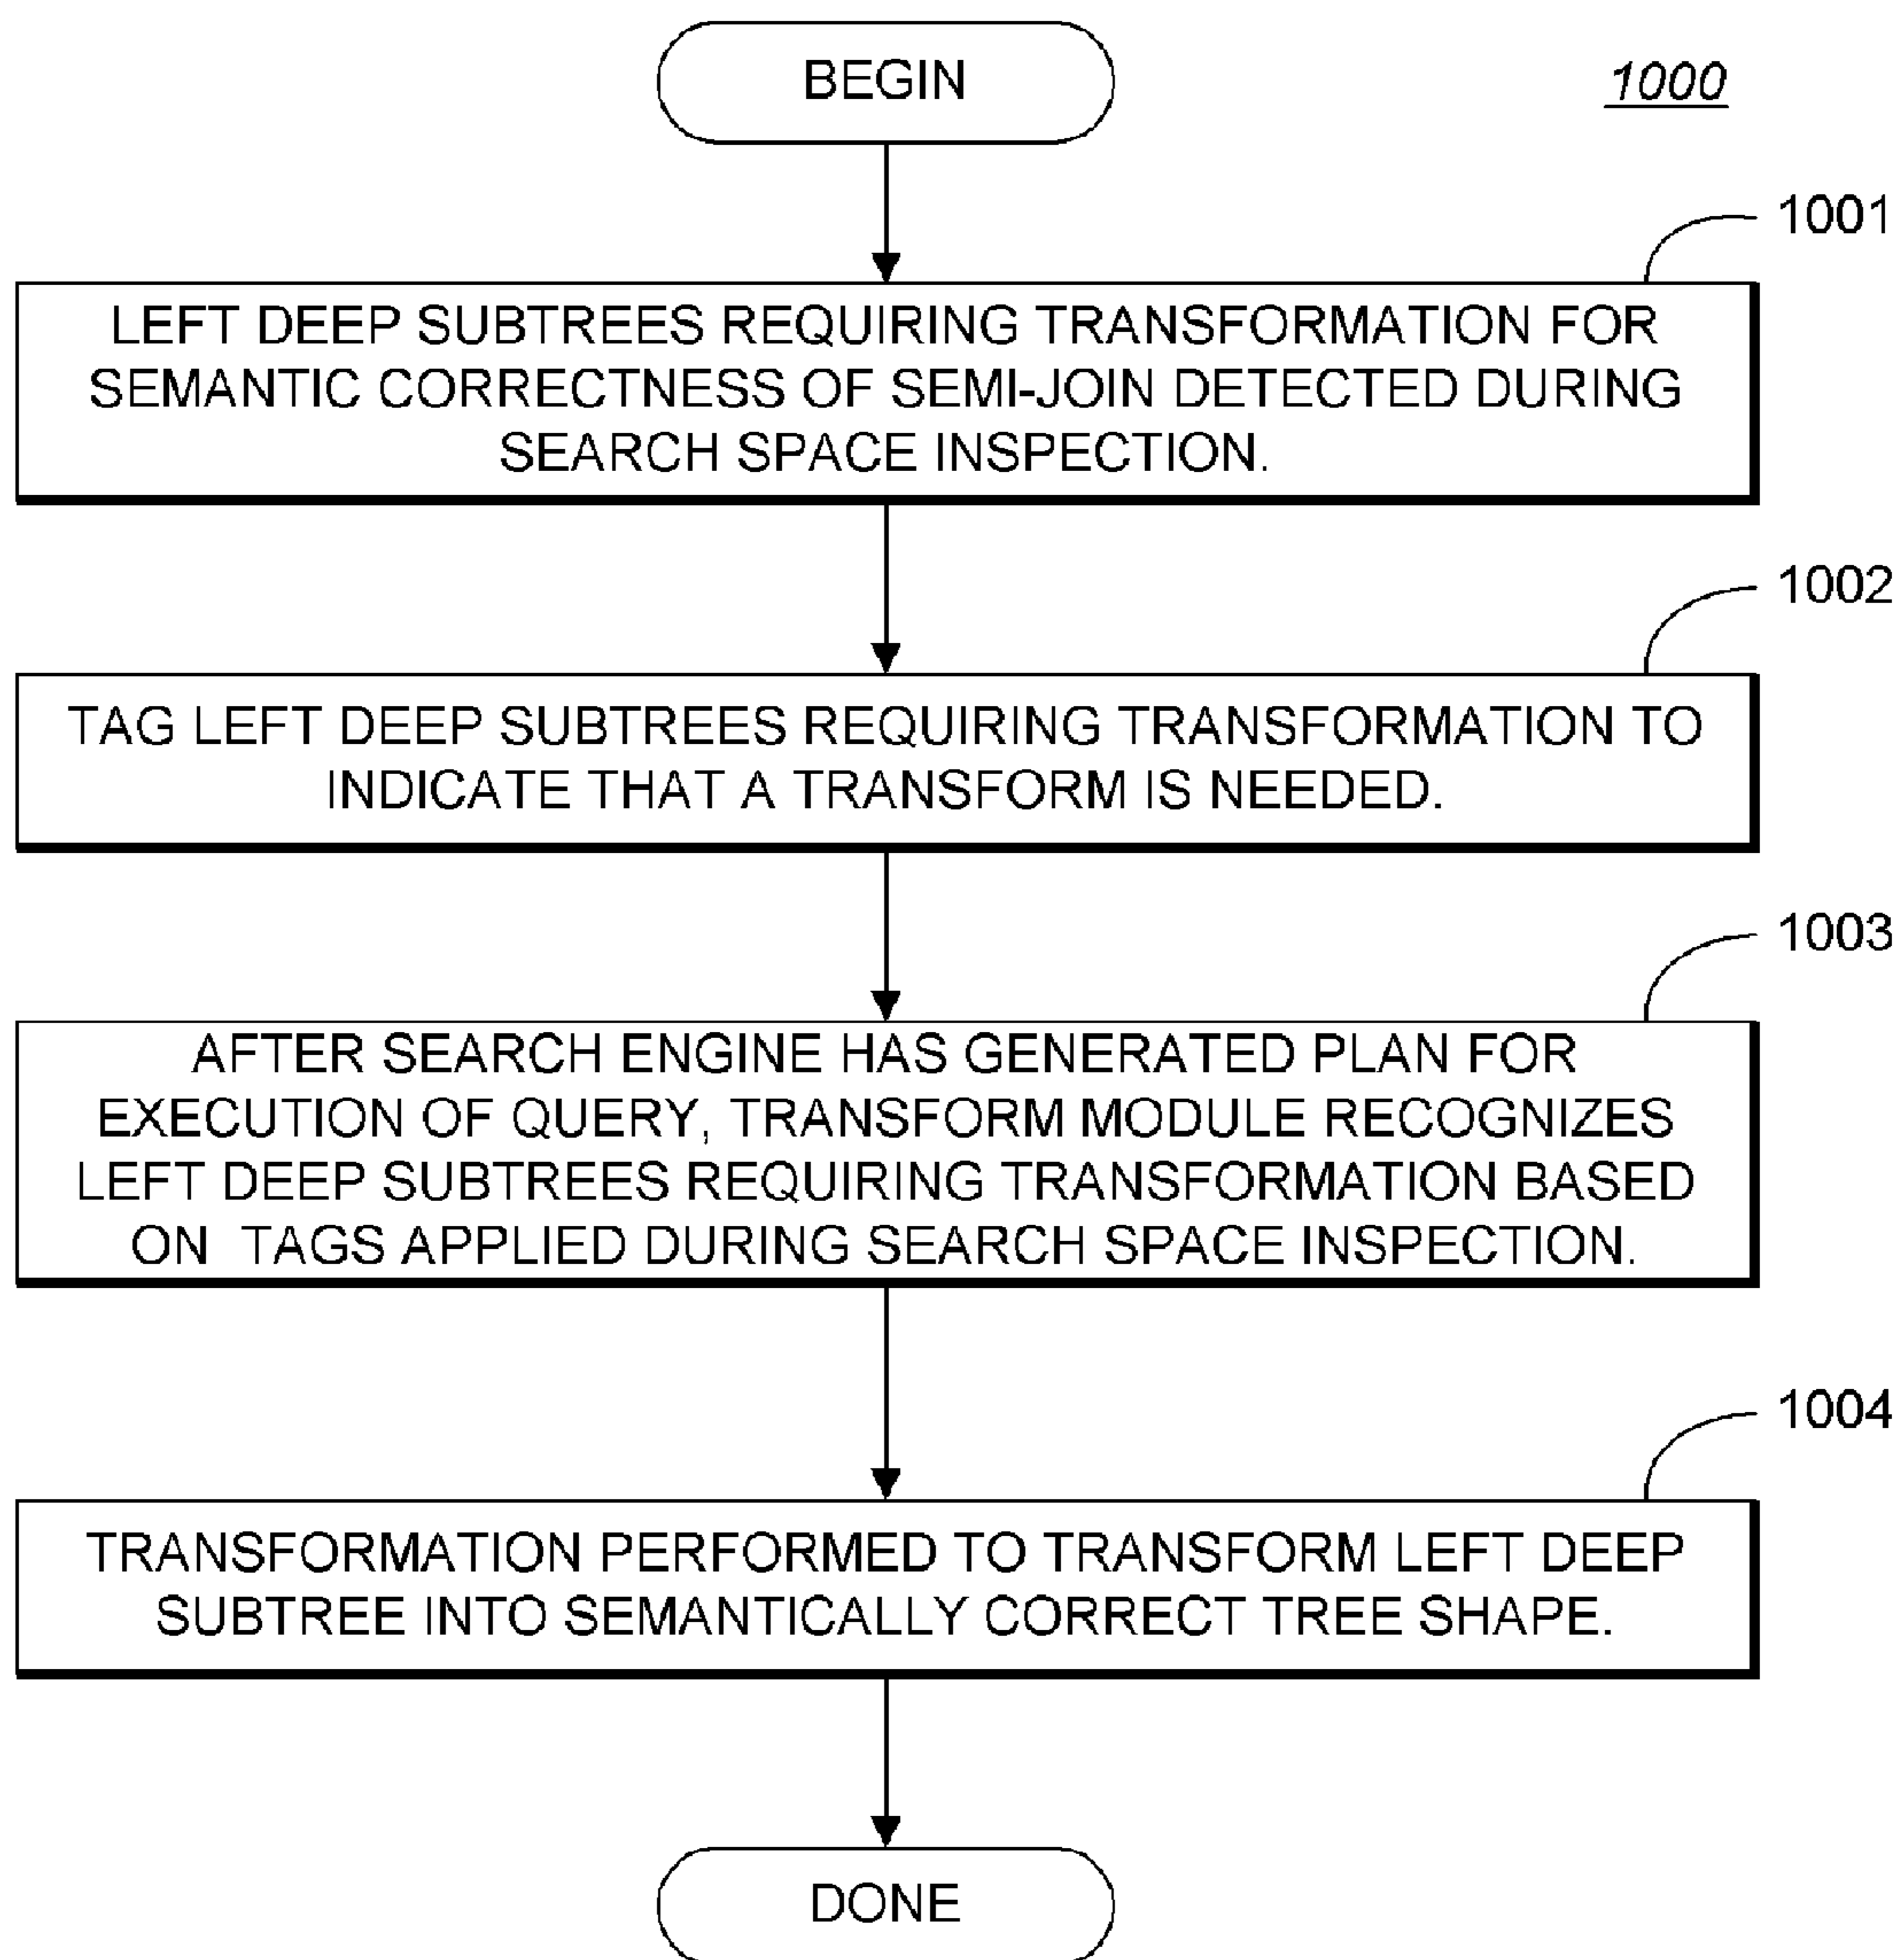 BEGIN
1000
1001
LEFT DEEP SUBTREES REQUIRING TRANSFORMATION FOR
SEMANTIC CORRECTNESS OF SEMI-JOIN DETECTED DURING
SEARCH SPACE INSPECTION.
1002
TAG LEFT DEEP SUBTREES REQUIRING TRANSFORMATION TO
INDICATE THAT A TRANSFORM IS NEEDED.
1003
AFTER SEARCH ENGINE HAS GENERATED PLAN FOR
EXECUTION OF QUERY, TRANSFORM MODULE RECOGNIZES
LEFT DEEP SUBTREES REQUIRING TRANSFORMATION BASED
ON TAGS APPLIED DURING SEARCH SPACE INSPECTION.
1004
TRANSFORMATION PERFORMED TO TRANSFORM LEFT DEEP
SUBTREE INTO SEMANTICALLY CORRECT TREE SHAPE.
DONE